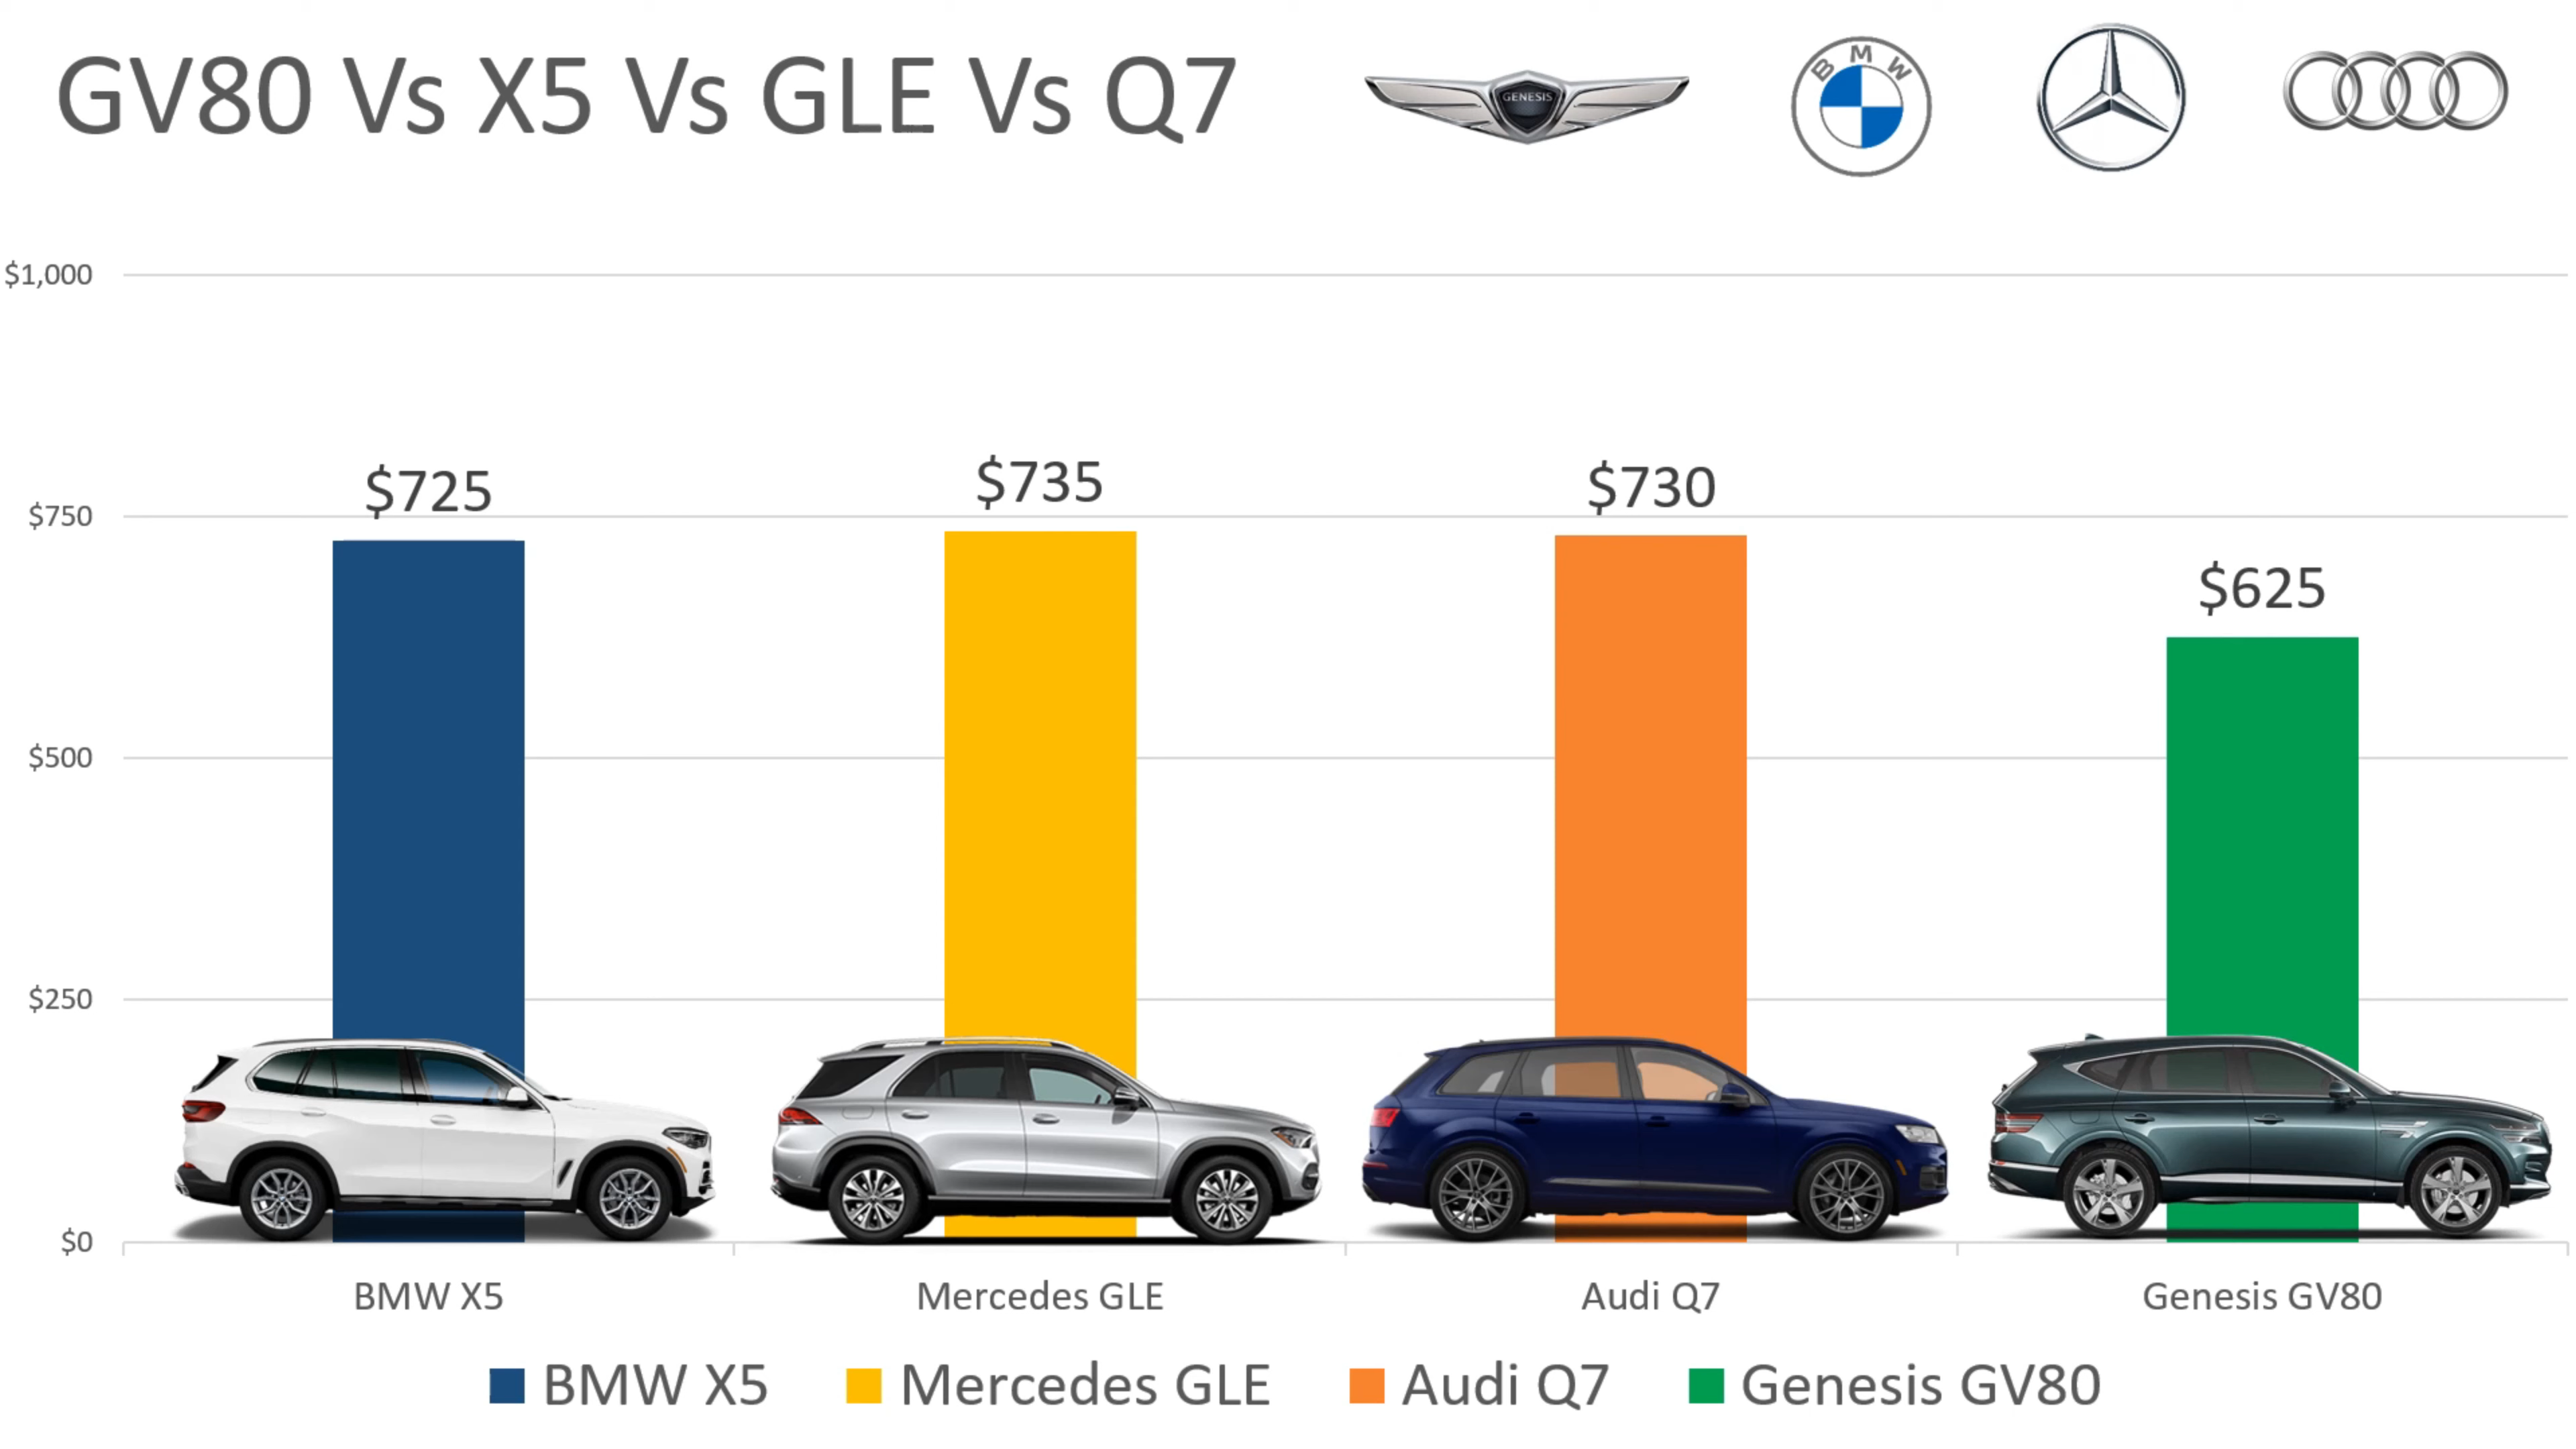 GV80 Vs X5 Vs GLE Vs Q7
GENESIS
BMW
$1,000
$750
$500
$250
$0
$725
$735
$730
$625
BMW X5
Mercedes GLE
Audi Q7
Genesis GV80
BMW X5
Mercedes GLE
Audi Q7
Genesis GV80